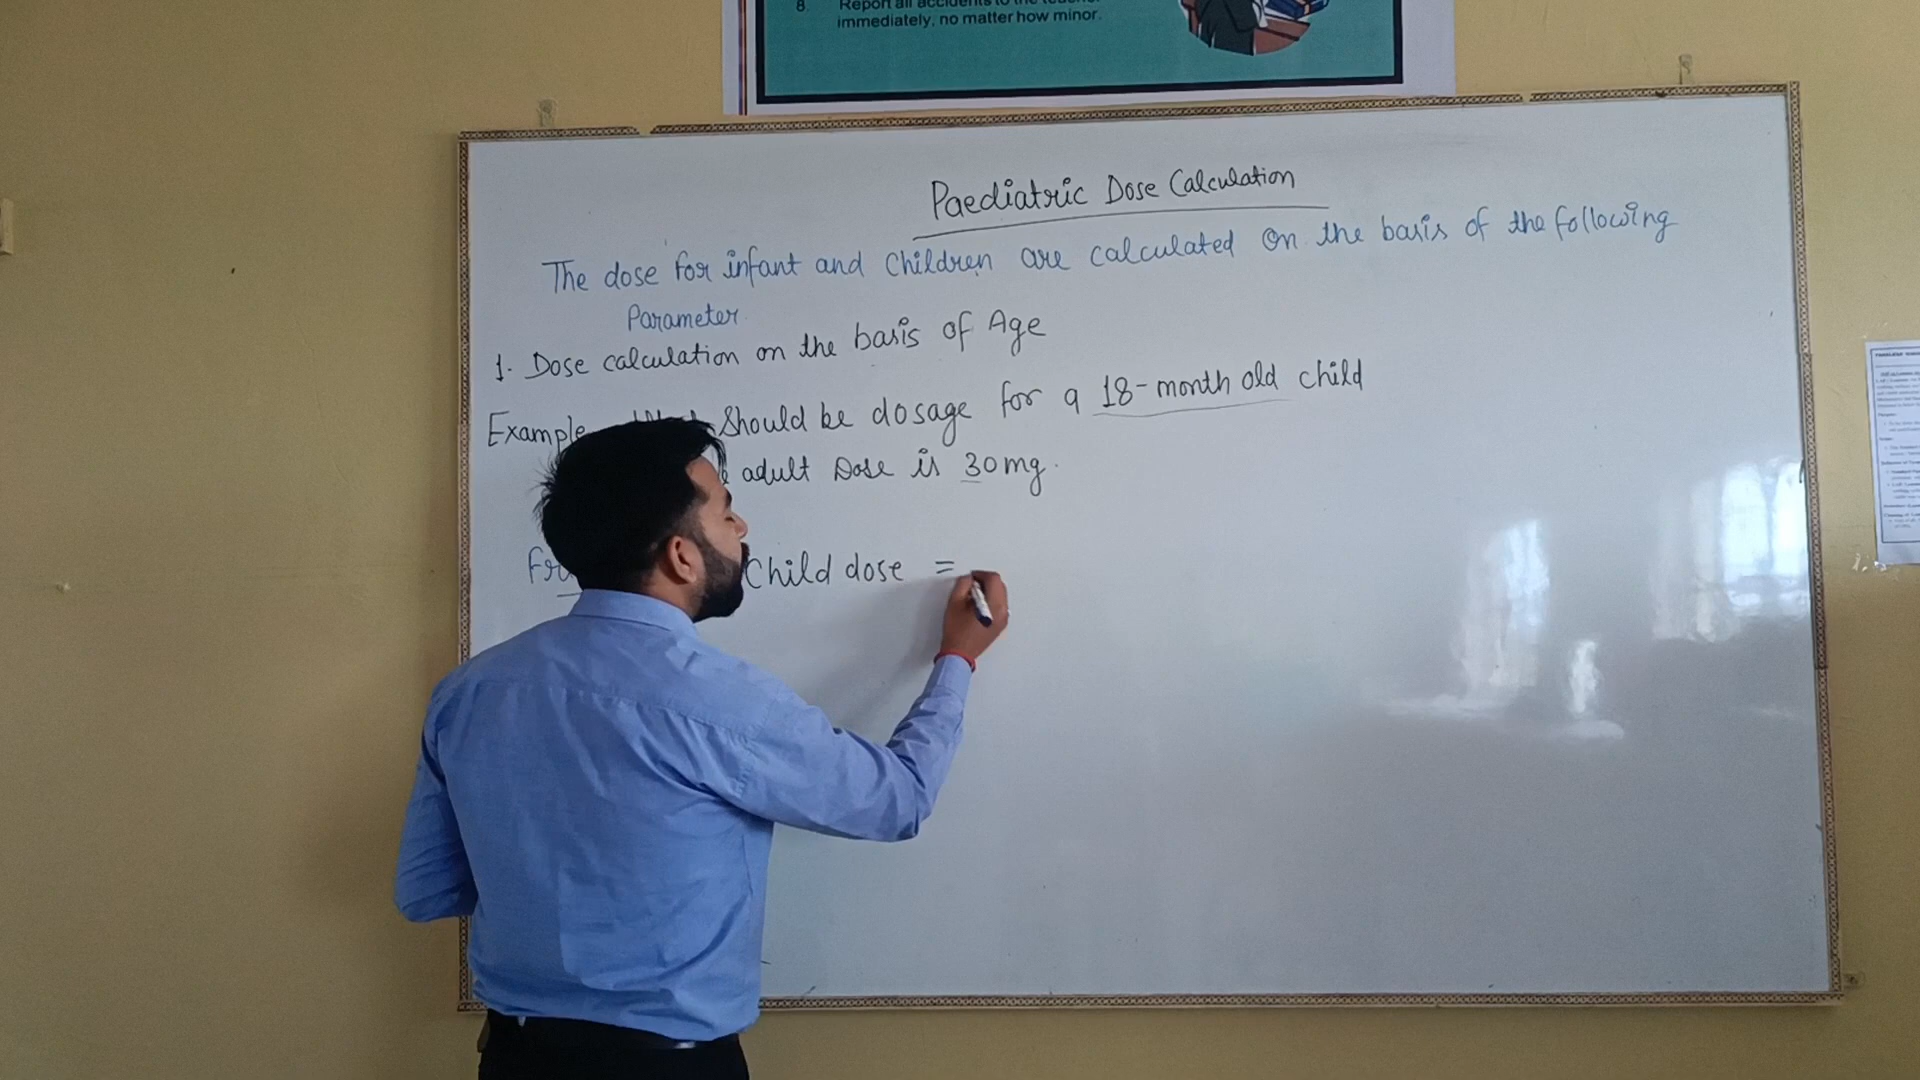 8. Report all accidents to the teacher
immediately, no matter how minor.
Paediatric Dose Calculation
The dose for infant and Children are calculated on the basis of the following
Parameter.
1. Dose calculation on the basis of Age
Example Should be dosage for a 18-month old child
adult Dose is 30mg.
Child dose =